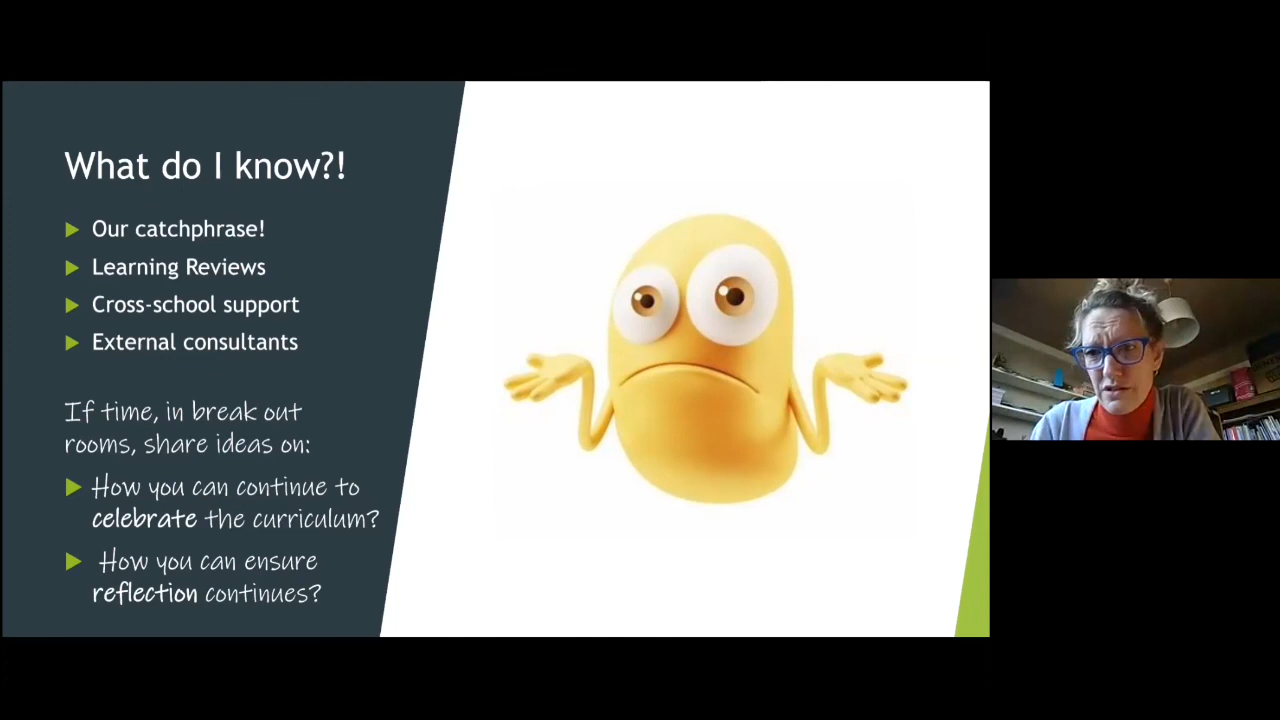 What do I know?!
Our catchphrase!
Learning Reviews
Cross-school support
External consultants
If time, in break out
rooms, share ideas on:
How you can continue to
celebrate the curriculum?
How you can ensure
reflection continues?